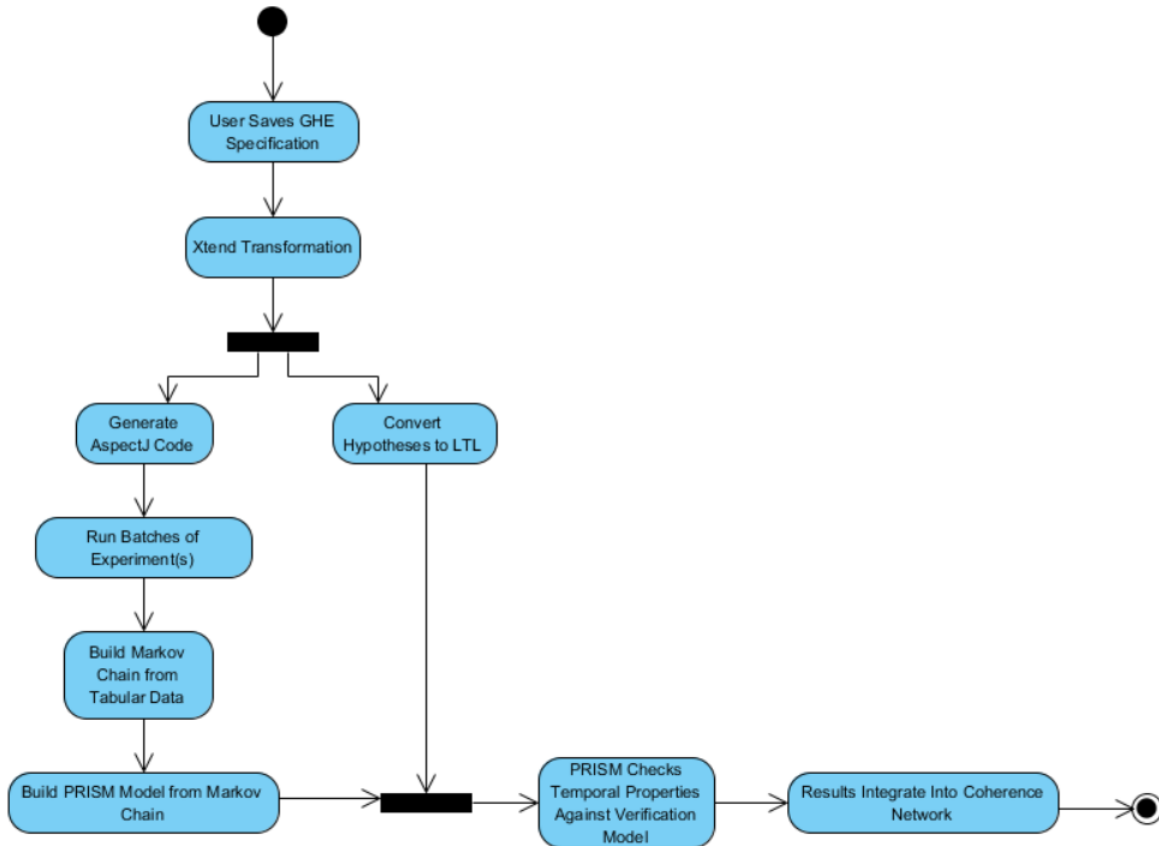 User Saves GHE
Specification
Xtend Transformation
Generate
AspectJ Code
Convert
Hypotheses to LTL
Run Batches of
Experiment(s)
Build Markov
Chain from
Tabular Data
Build PRISM Model from Markov
Chain
PRISM Checks
Temporal Properties
Against Verification
Model
Results Integrate Into Coherence
Network